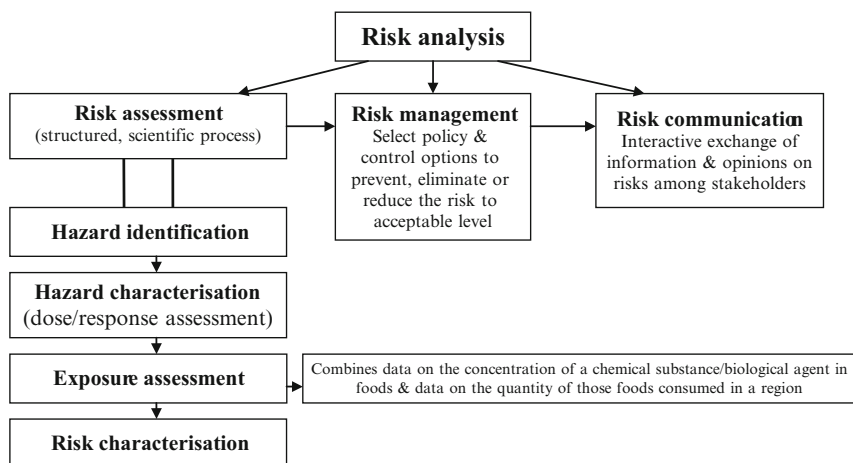 Risk analysis
Risk assessment
(structured, scientific process)
Risk management
Select policy &
control options to
prevent, eliminate or
reduce the risk to
acceptable level
Risk communication
Interactive exchange of
information & opinions on
risks among stakeholders
Hazard identification
Hazard characterisation
(dose/response assessment)
Exposure assessment
Combines data on the concentration of a chemical substance/biological agent in
foods & data on the quantity of those foods consumed in a region
Risk characterisation